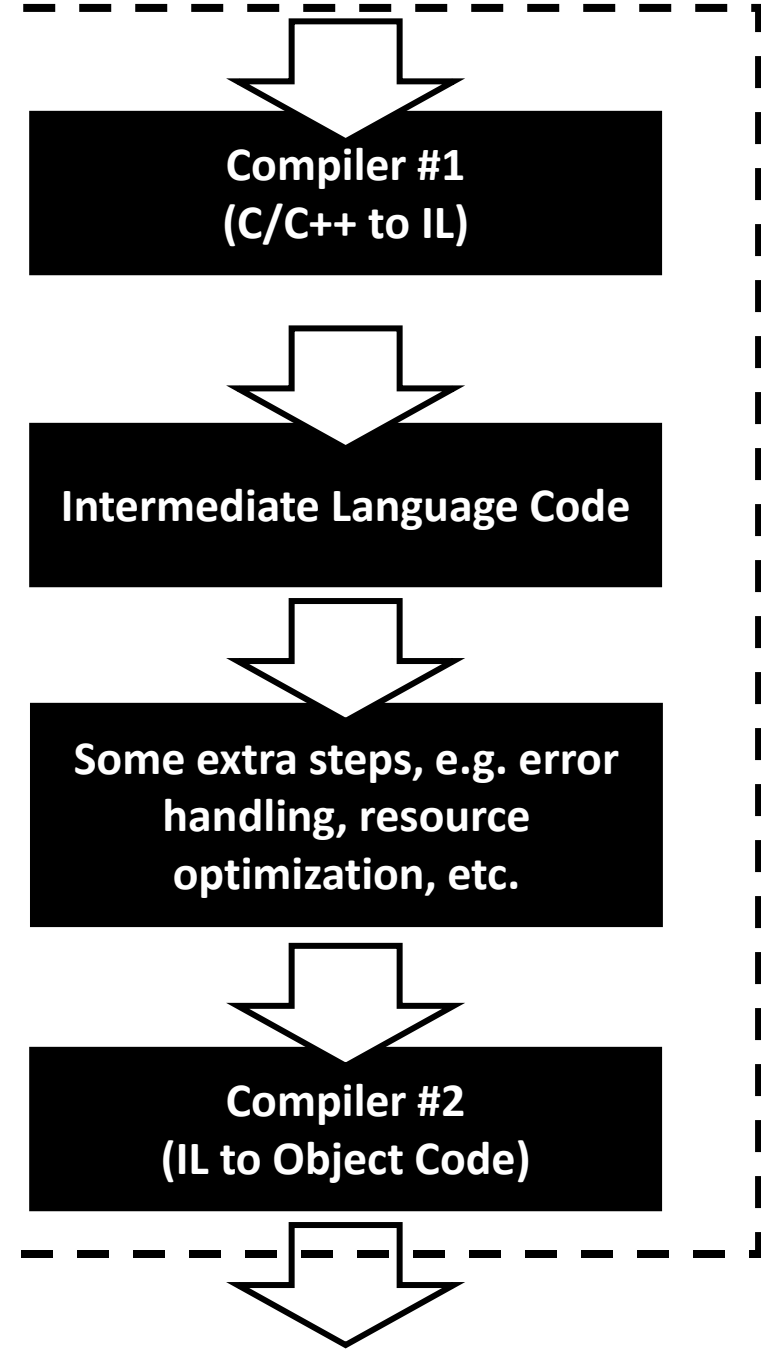 Compiler #1
(C/C++ to IL)
Intermediate Language Code
Some extra steps, e.g. error
handling, resource
optimization, etc.
Compiler #2
(IL to Object Code)